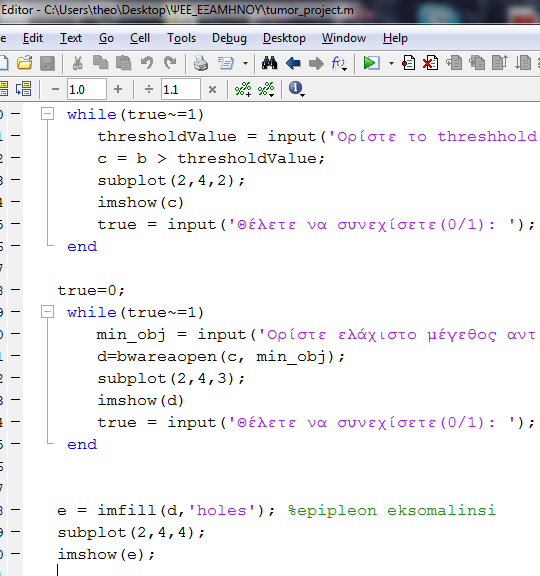 Editor - C:\Users\theo\Desktop\ΨΕΕ_ΕΞΑΜΗΝΟΥ\tumor_project.m
Edit Text Go Cell Tools Debug Desktop Window Help
− 1.0 + ÷ 1.1 ×
while(true~=1)
thresholdValue = input('Ορίστε το threshhold
c = b > thresholdValue;
subplot(2,4,2);
imshow(c)
true = input('Θέλετε να συνεχίσετε(0/1): ');
end
true=0;
while(true~=1)
min_obj = input('Ορίστε ελάχιστο μέγεθος αντ
d=bwareaopen(c, min_obj);
subplot(2,4,3);
imshow(d)
true = input('Θέλετε να συνεχίσετε(0/1): ');
end
e = imfill(d,'holes'); %epipleon eksomalinsi
subplot(2,4,4);
imshow(e);